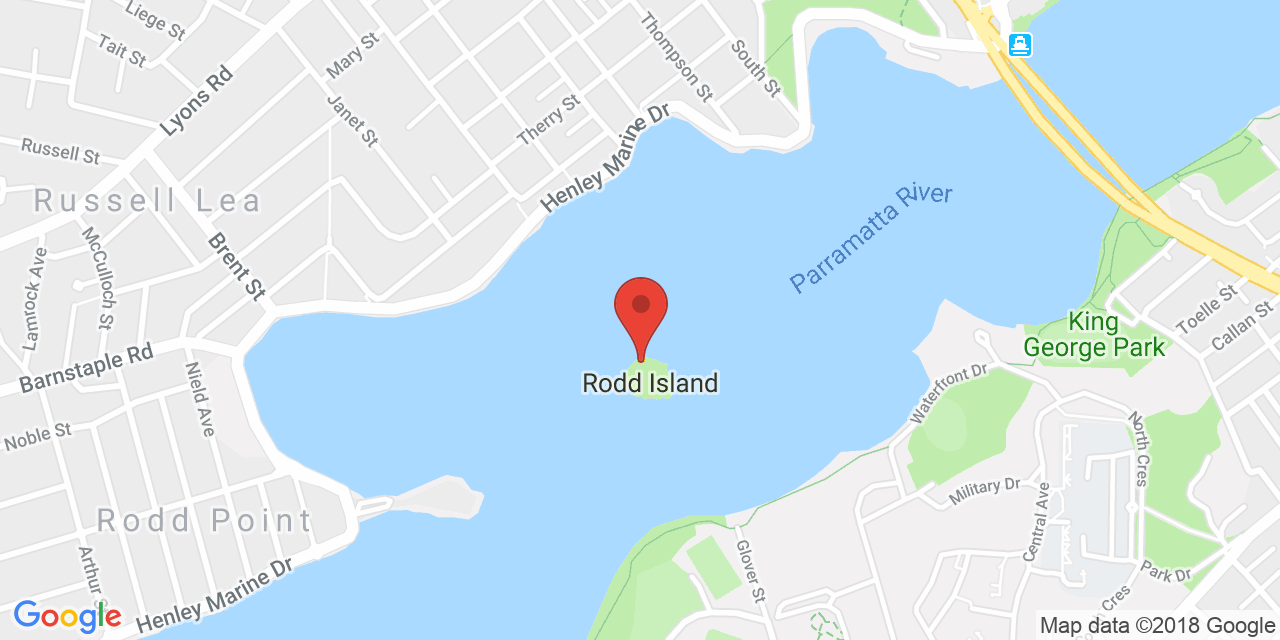 Liege St
Tait St
Mary St
Thompson St
South St
Lyons Rd
Janet St
Therry St
Henley Marine Dr
Russell St
Russell Lea
Parramatta River
McCulloch St
Brent St
Lamrock Ave
Toelle St
Callan St
King
George Park
Barnstaple Rd
Nield Ave
Rodd Island
Waterfront Dr
Noble St
North Cres
Military Dr
Central Ave
Rodd Point
Glover St
Arthur
Henley Marine Dr
Park Dr
Cres
Google
Map data ©2018 Google